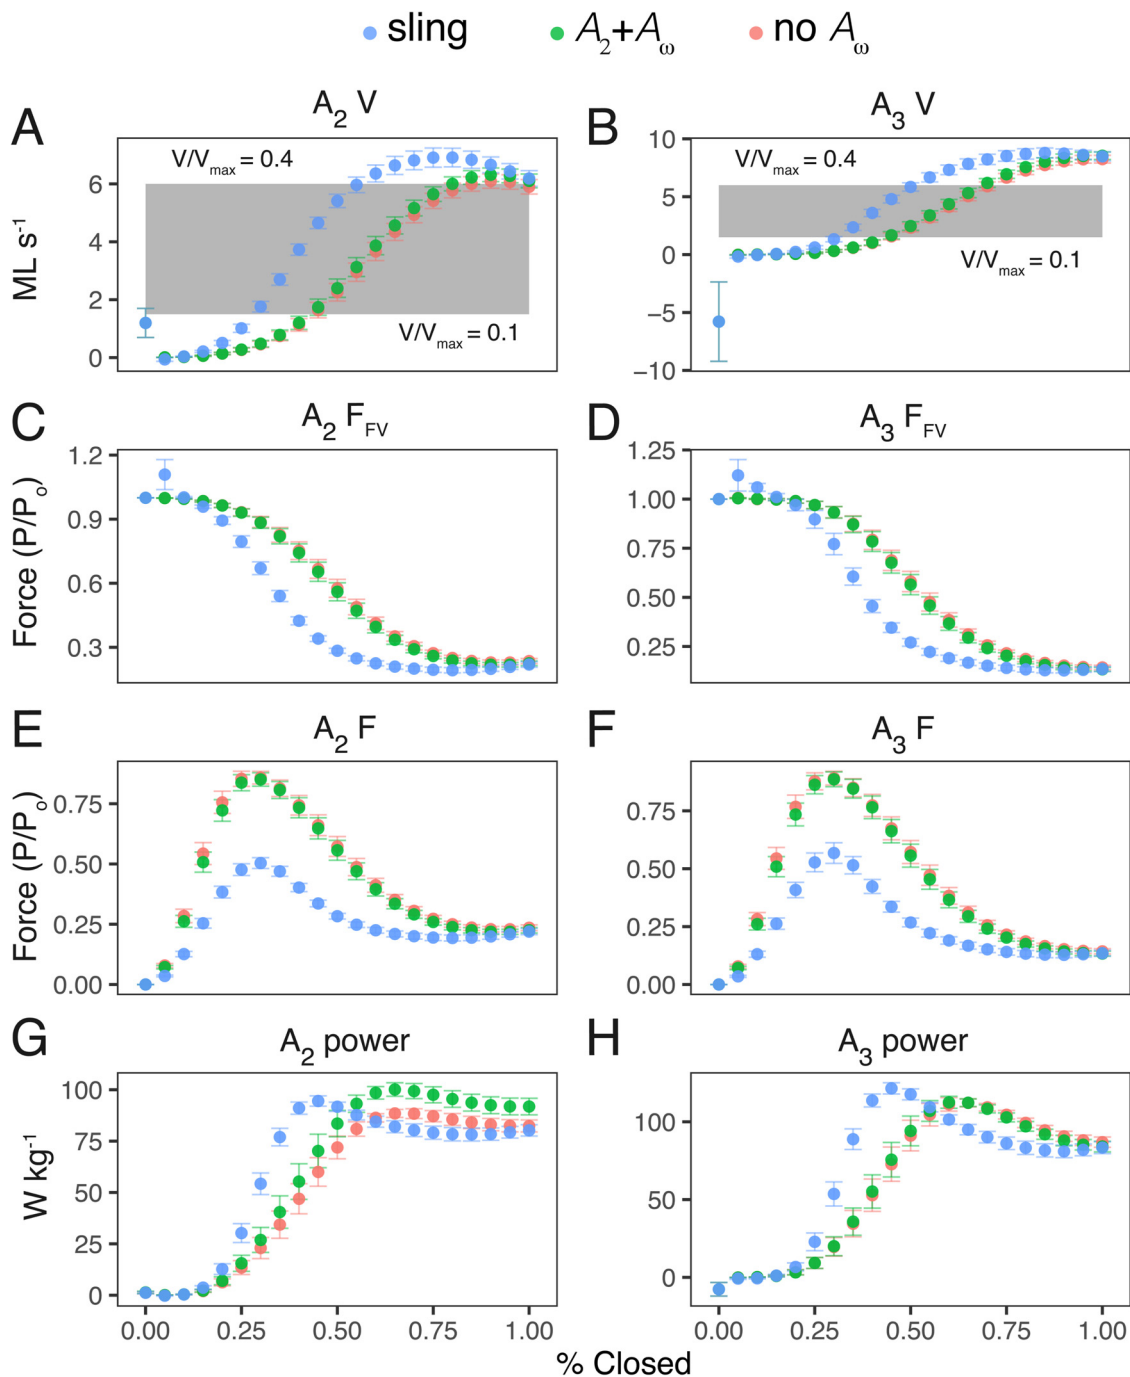 sling A₂+Aω no Aω
A A₂ V
V/Vmax = 0.4
ML s⁻¹
6
4
2
0
V/Vmax = 0.1
B A₃ V
V/Vmax = 0.4
10
5
0
−5
−10
V/Vmax = 0.1
C A₂ FFV
Force (P/Po)
1.2
0.9
0.6
0.3
D A₃ FFV
1.25
1.00
0.75
0.50
0.25
E A₂ F
Force (P/Po)
0.75
0.50
0.25
0.00
F A₃ F
0.75
0.50
0.25
0.00
G A₂ power
W kg⁻¹
100
75
50
25
0
0.00 0.25 0.50 0.75 1.00
H A₃ power
100
50
0
0.00 0.25 0.50 0.75 1.00
% Closed